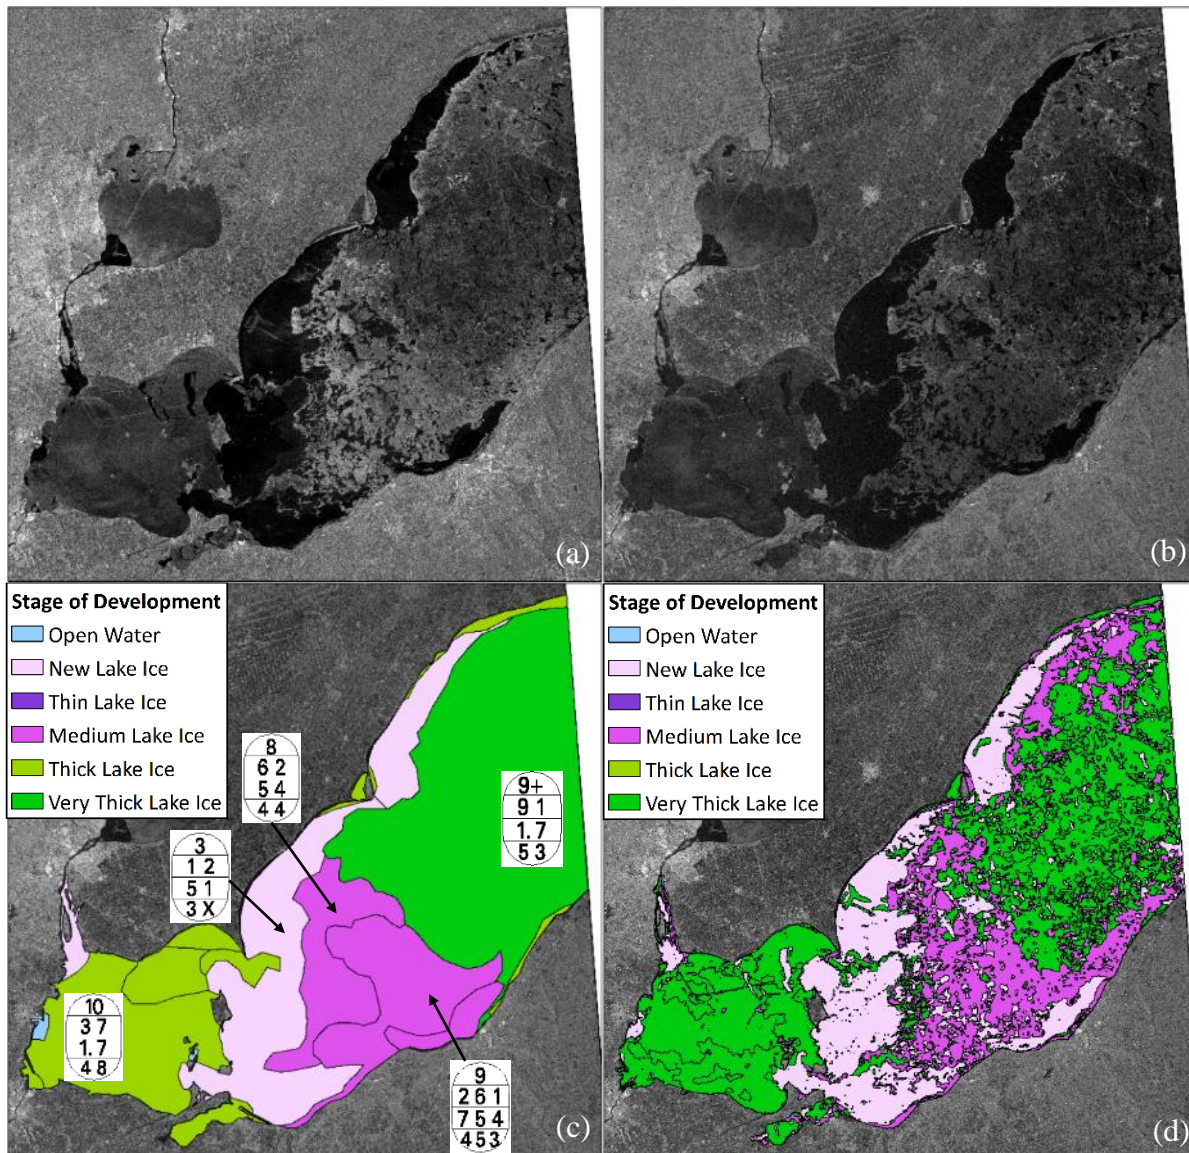 (a)
(b)
Stage of Development
Open Water
New Lake Ice
Thin Lake Ice
Medium Lake Ice
Thick Lake Ice
Very Thick Lake Ice
8
6 2
5 4
4 4
3
1 2
5 1
3 X
9+
9 1
1. 7
5 3
10
3 7
1. 7
4 8
9
2 6 1
7 5 4
4 5 3
(c)
Stage of Development
Open Water
New Lake Ice
Thin Lake Ice
Medium Lake Ice
Thick Lake Ice
Very Thick Lake Ice
(d)